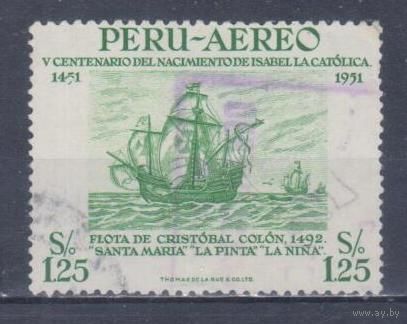 PERU-AEREO
V CENTENARIO DEL NACIMIENTO DE ISABEL LA CATÓLICA.
1451 1951
FLOTA DE CRISTÓBAL COLÓN, 1492.
S/o "SANTA MARIA" "LA PINTA" "LA NIÑA". S/o
1.25 THOMAS DE LA RUE & CO. LTD. 1.25
www.ay.by